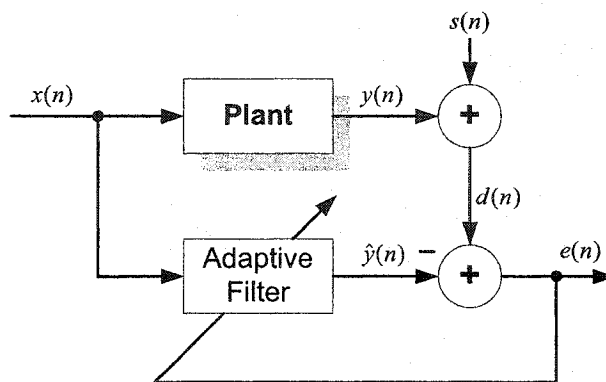 s(n)
x(n)
Plant
y(n)
+
d(n)
Adaptive
Filter
ŷ(n)
−
+
e(n)